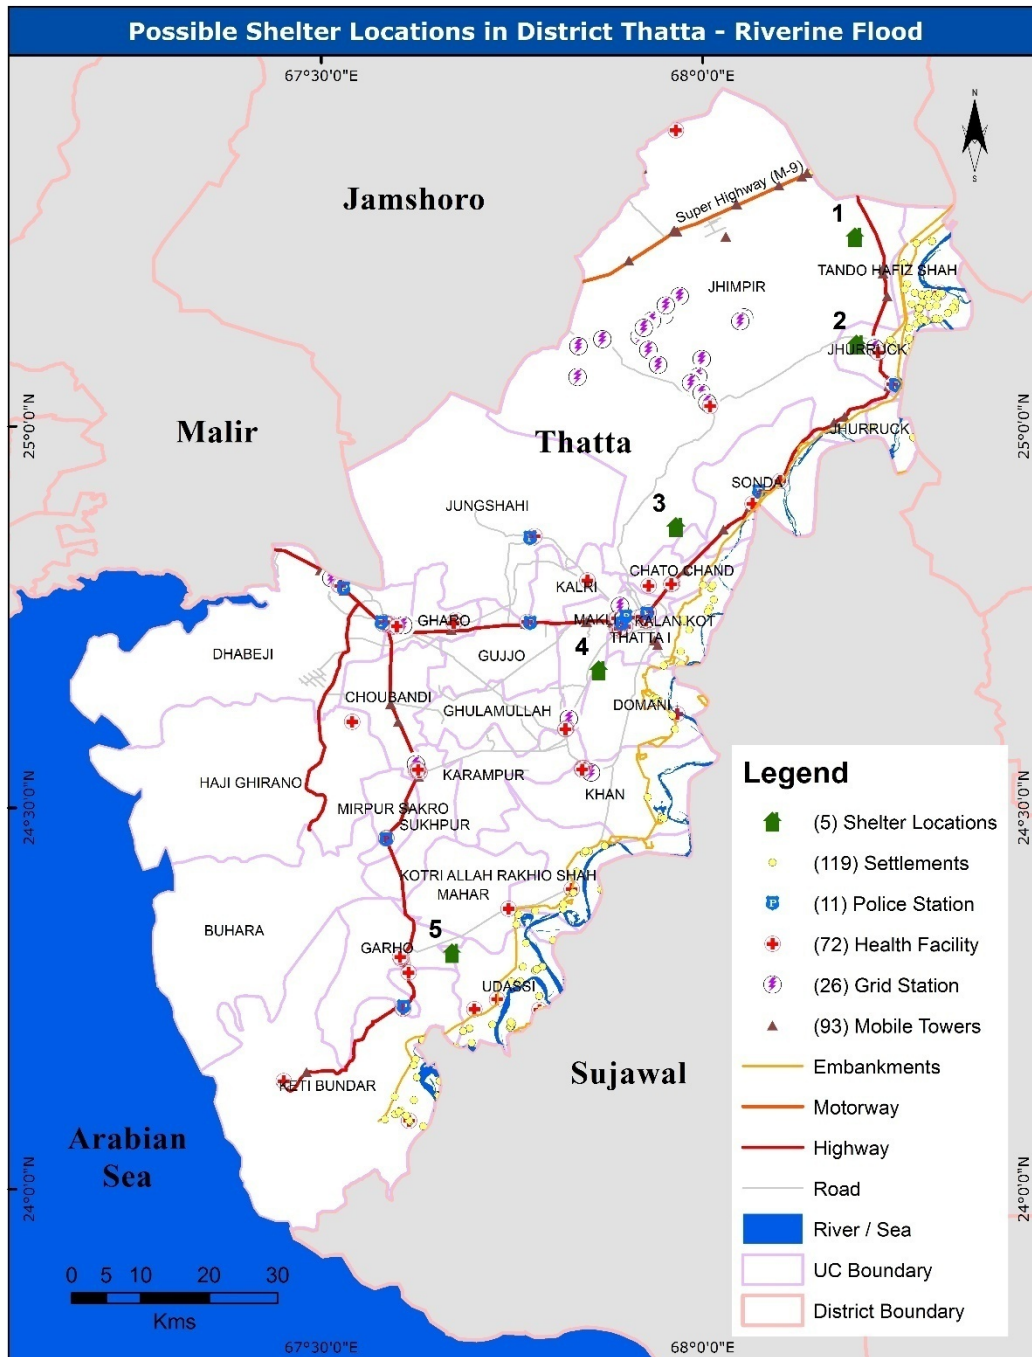 Possible Shelter Locations in District Thatta - Riverine Flood
67°30'0"E
68°0'0"E
N
S
Jamshoro
Super Highway (M-9)
1
TANDO HAFIZ SHAH
JHIMPIR
2
JHURRUCK
25°0'0"N
25°0'0"N
Malir
Thatta
JHURRUCK
SONDA
JUNGSHAHI
3
KALRI
CHATO CHAND
GHARO
MAKLI
KALAN KOT
THATTA I
DHABEJI
GUJJO
4
CHOUBANDI
GHULAMULLAH
DOMANI
HAJI GHIRANO
KARAMPUR
KHAN
24°30'0"N
24°30'0"N
MIRPUR SAKRO
SUKHPUR
KOTRI ALLAH RAKHIO SHAH
MAHAR
BUHARA
5
GARHO
UDASSI
KETI BUNDAR
Sujawal
Arabian
Sea
24°0'0"N
24°0'0"N
Legend
(5) Shelter Locations
(119) Settlements
P
(11) Police Station
(72) Health Facility
(26) Grid Station
(93) Mobile Towers
Embankments
Motorway
Highway
Road
River / Sea
UC Boundary
District Boundary
0 5 10 20 30
Kms
67°30'0"E
68°0'0"E